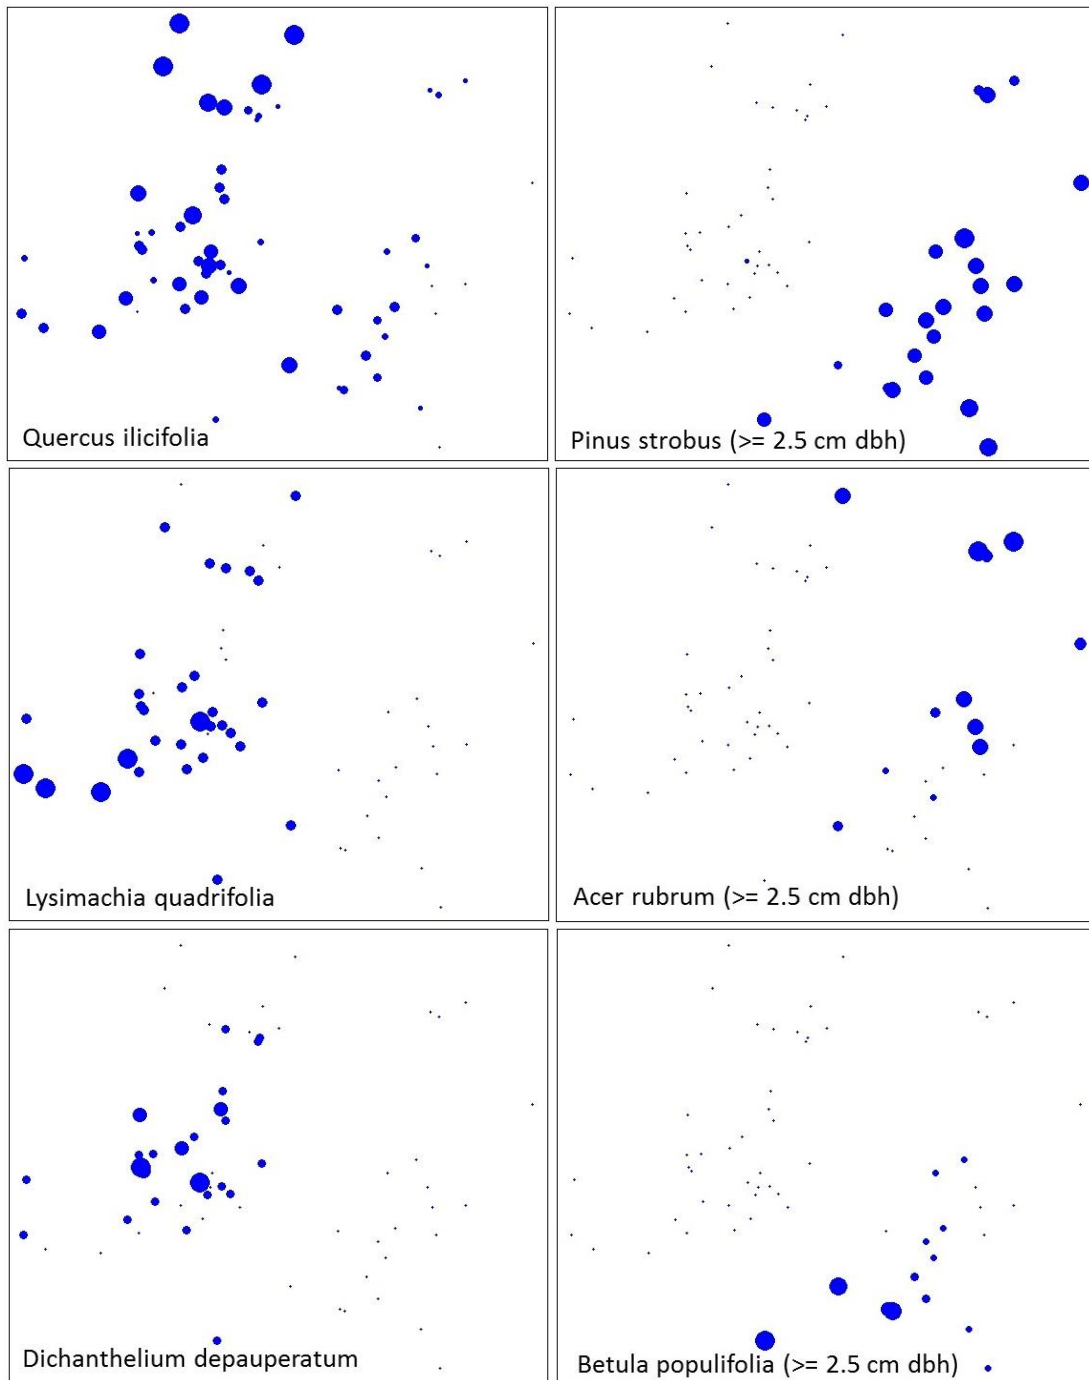 Quercus ilicifolia
Pinus strobus (>= 2.5 cm dbh)
Lysimachia quadrifolia
Acer rubrum (>= 2.5 cm dbh)
Dichanthelium depauperatum
Betula populifolia (>= 2.5 cm dbh)